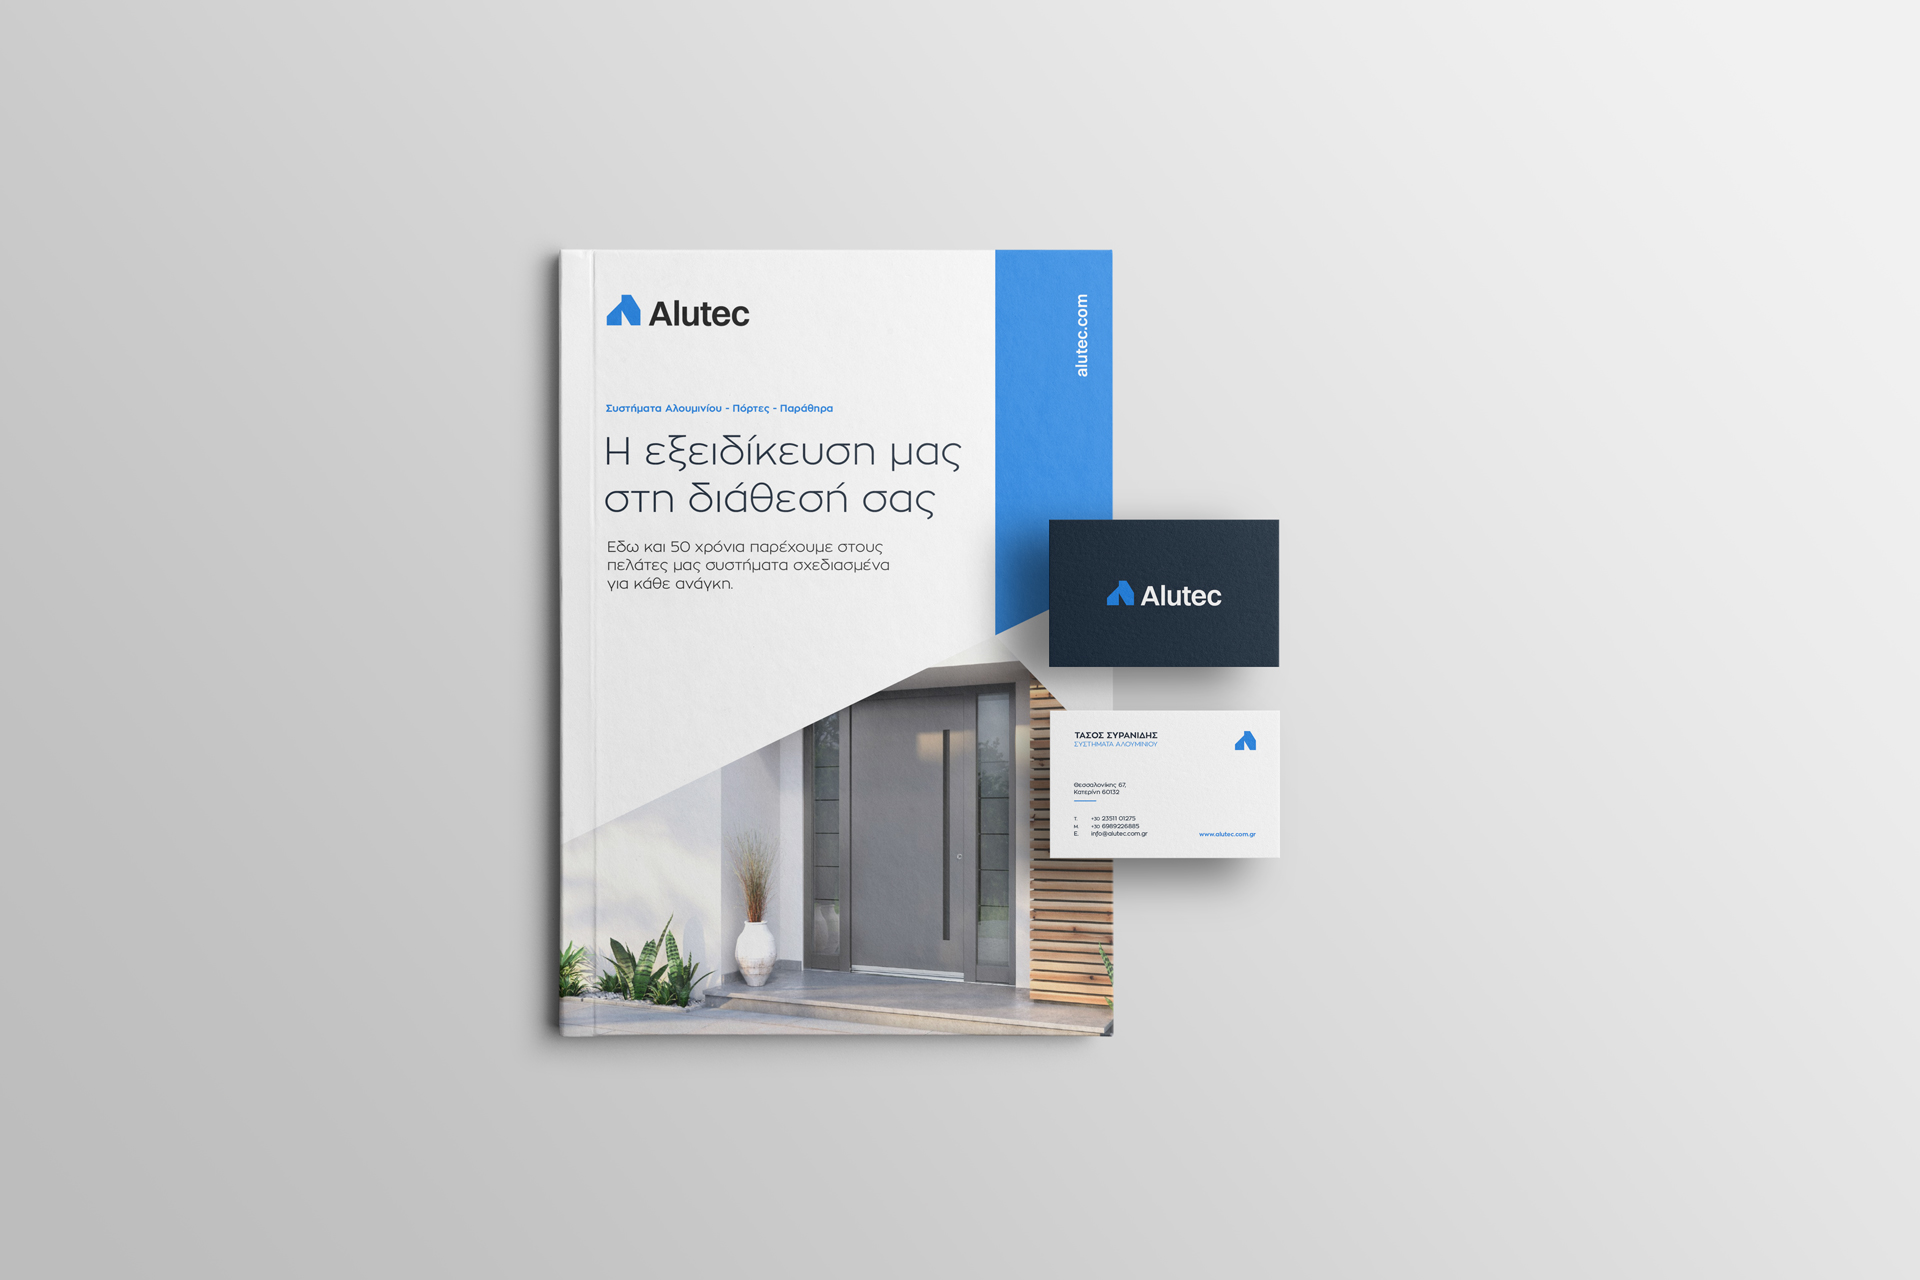 Alutec
alutec.com
Συστήματα Αλουμινίου - Πόρτες - Παράθηρα
Η εξειδίκευση μας
στη διάθεσή σας
Εδω και 50 χρόνια παρέχουμε στους
πελάτες μας συστήματα σχεδιασμένα
για κάθε ανάγκη.
Alutec
ΤΑΣΟΣ ΣΥΡΑΝΙΔΗΣ
ΣΥΣΤΗΜΑΤΑ ΑΛΟΥΜΙΝΙΟΥ
Θεσσαλονίκης 67,
Κατερίνη 60132
T. +30 23511 01275
M. +30 6989226885
E. info@alutec.com.gr
www.alutec.com.gr